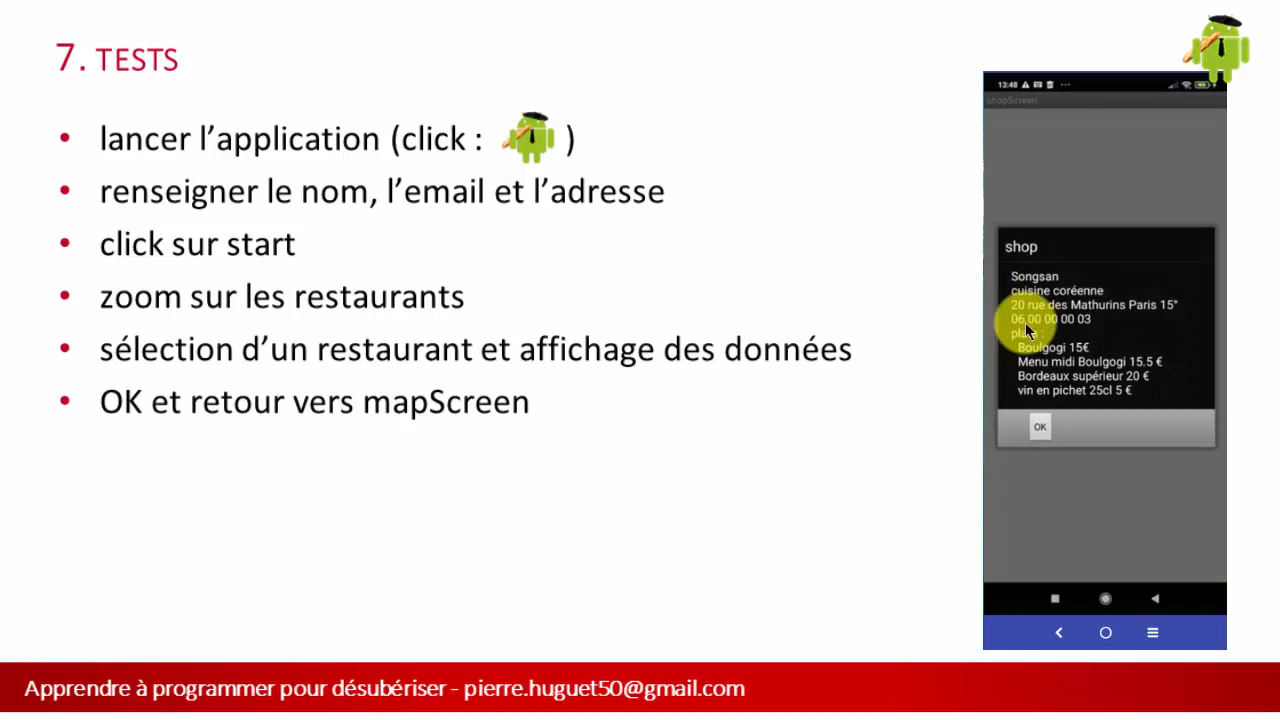 7. TESTS
• lancer l’application (click : )
• renseigner le nom, l’email et l’adresse
• click sur start
• zoom sur les restaurants
• sélection d’un restaurant et affichage des données
• OK et retour vers mapScreen
13:48
shopScreen
shop
Songsan
cuisine coréenne
20 rue des Mathurins Paris 15°
06 00 00 00 03
Boulgogi 15€
Menu midi Boulgogi 15.5 €
Bordeaux supérieur 20 €
vin en pichet 25cl 5 €
OK
Apprendre à programmer pour désubériser - pierre.huguet50@gmail.com